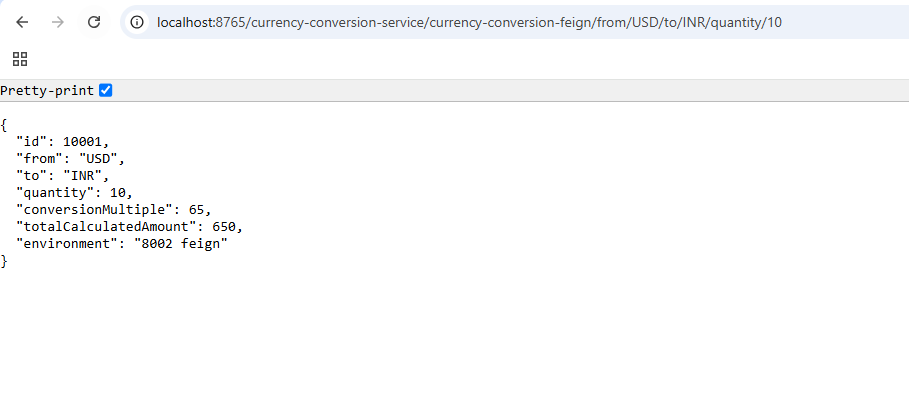 localhost:8765/currency-conversion-service/currency-conversion-feign/from/USD/to/INR/quantity/10
Pretty-print
{
  "id": 10001,
  "from": "USD",
  "to": "INR",
  "quantity": 10,
  "conversionMultiple": 65,
  "totalCalculatedAmount": 650,
  "environment": "8002 feign"
}